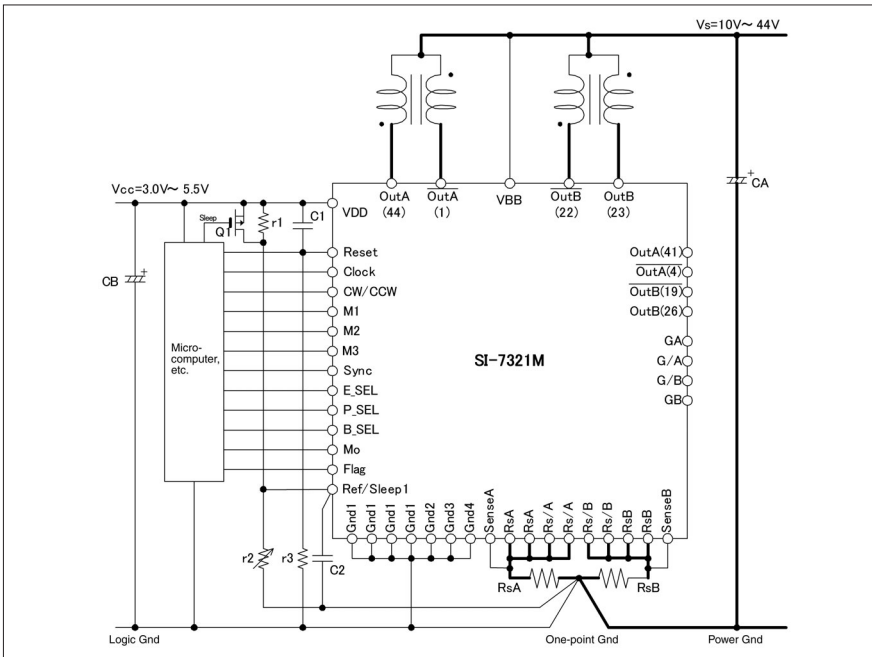 Vs=10V～ 44V
CA
Vcc=3.0V～ 5.5V
OutA
(44)
OutA
(1)
VBB
OutB
(22)
OutB
(23)
VDD
Sleep
Q1
r1
C1
CB
Reset
Clock
CW/CCW
M1
M2
M3
Sync
E_SEL
P_SEL
B_SEL
Mo
Flag
Ref/Sleep1
Micro-
computer,
etc.
SI-7321M
OutA(41)
OutA(4)
OutB(19)
OutB(26)
GA
G/A
G/B
GB
Gnd1
Gnd1
Gnd1
Gnd1
Gnd2
Gnd3
Gnd4
SenseA
RsA
RsA
Rs/A
Rs/A
Rs/B
Rs/B
RsB
RsB
SenseB
r2
r3
C2
RsA
RsB
Logic Gnd
One-point Gnd
Power Gnd